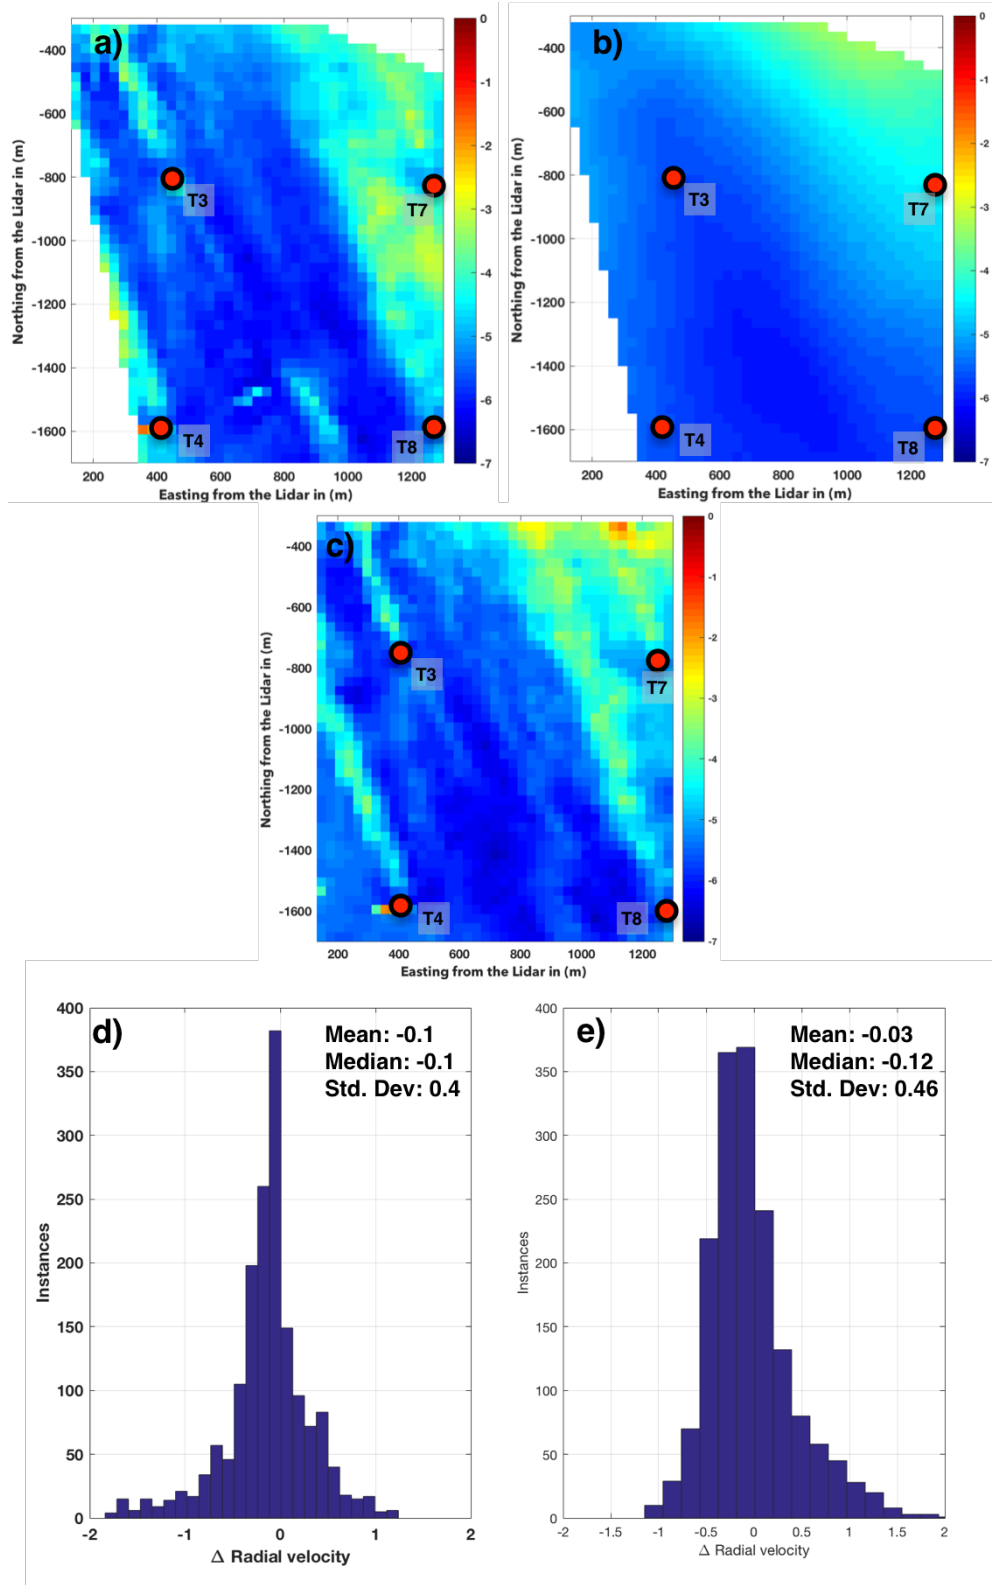 a)
-400
-600
-800
-1000
-1200
-1400
-1600
Northing from the Lidar in (m)
200 400 600 800 1000 1200
Easting from the Lidar in (m)
T3
T7
T4
T8
0
-1
-2
-3
-4
-5
-6
-7
b)
-400
-600
-800
-1000
-1200
-1400
-1600
Northing from the Lidar in (m)
200 400 600 800 1000 1200
Easting from the Lidar in (m)
T3
T7
T4
T8
0
-1
-2
-3
-4
-5
-6
-7
c)
-400
-600
-800
-1000
-1200
-1400
-1600
Northing from the Lidar in (m)
200 400 600 800 1000 1200
Easting from the Lidar in (m)
T3
T7
T4
T8
0
-1
-2
-3
-4
-5
-6
-7
d)
Mean: -0.1
Median: -0.1
Std. Dev: 0.4
400
350
300
250
200
150
100
50
0
Instances
-2 -1 0 1 2
Δ Radial velocity
e)
Mean: -0.03
Median: -0.12
Std. Dev: 0.46
400
350
300
250
200
150
100
50
0
Instances
-2 -1.5 -1 -0.5 0 0.5 1 1.5 2
Δ Radial velocity